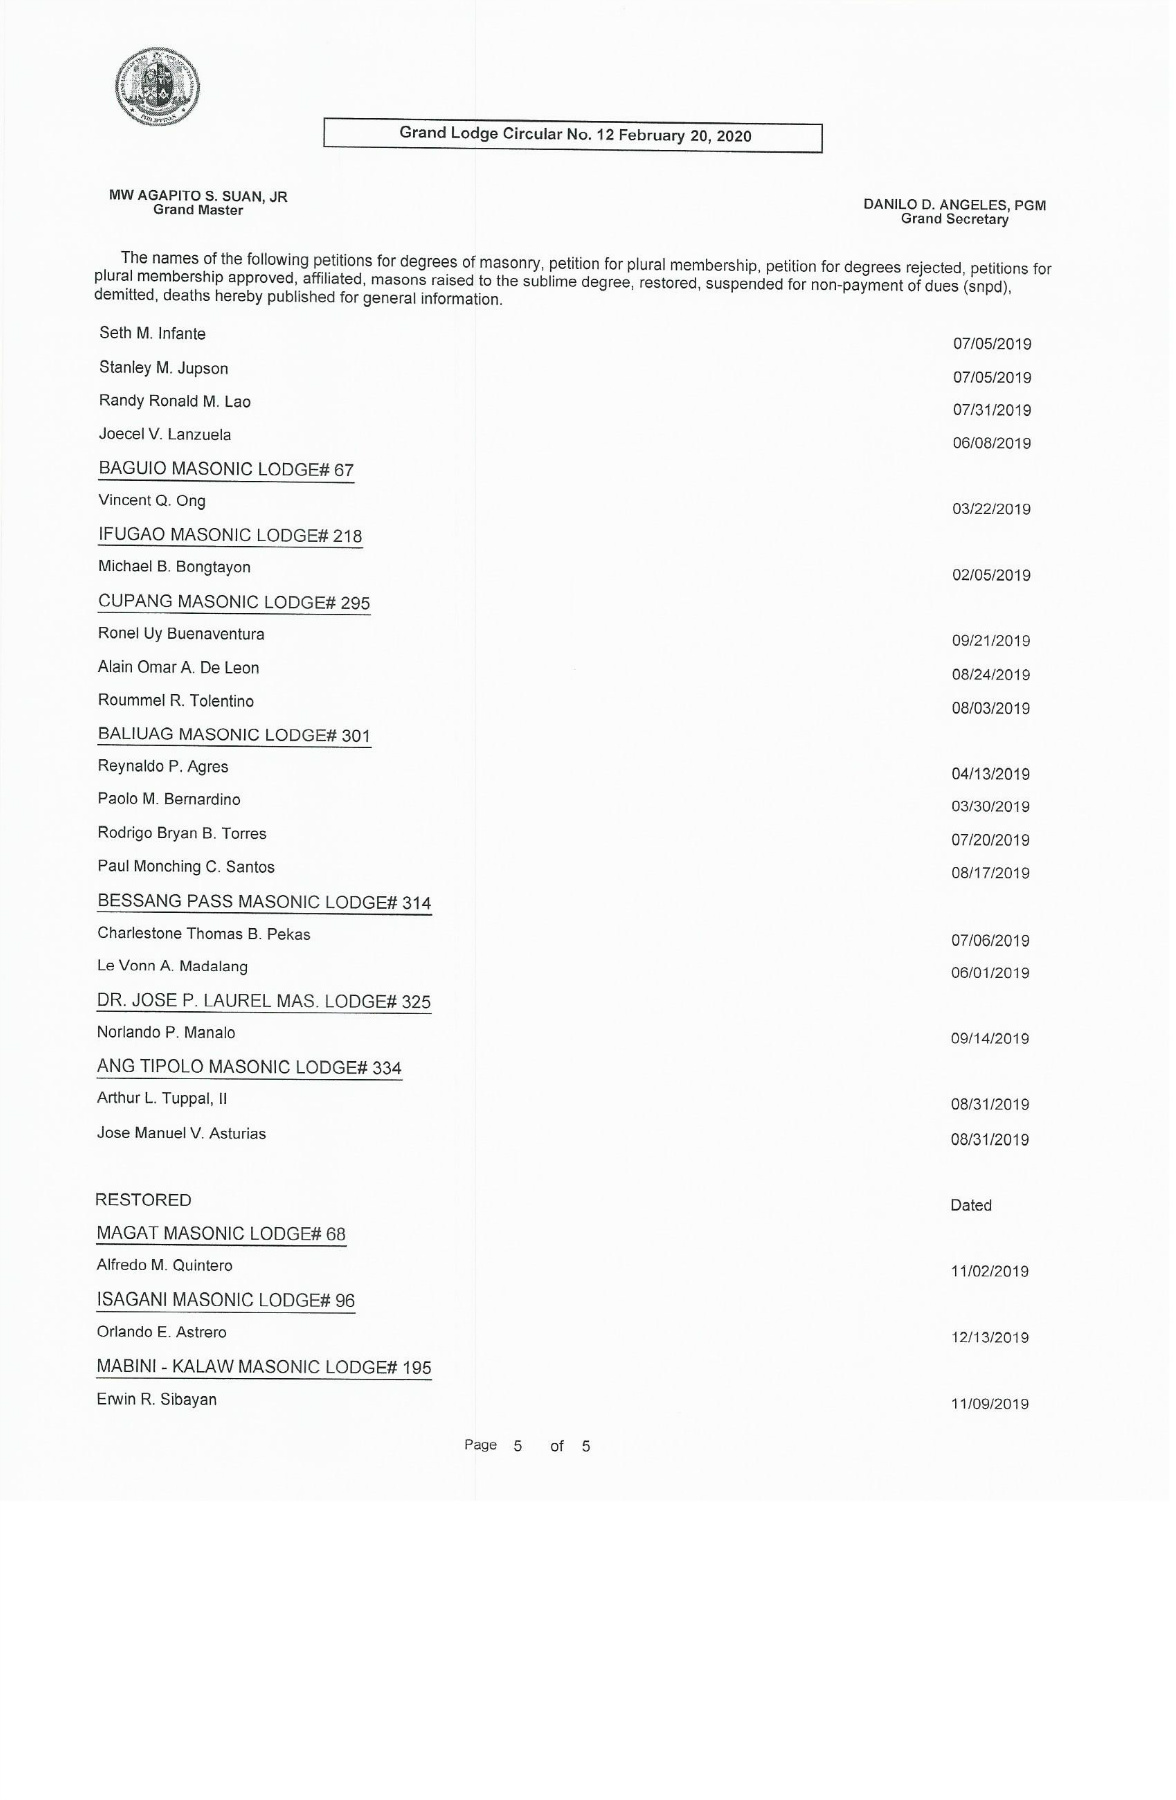 Grand Lodge Circular No. 12 February 20, 2020
MW AGAPITO S. SUAN, JR
Grand Master
DANILO D. ANGELES, PGM
Grand Secretary
The names of the following petitions for degrees of masonry, petition for plural membership, petition for degrees rejected, petitions for
plural membership approved, affiliated, masons raised to the sublime degree, restored, suspended for non-payment of dues (snpd),
demitted, deaths hereby published for general information.
Seth M. Infante 07/05/2019
Stanley M. Jupson 07/05/2019
Randy Ronald M. Lao 07/31/2019
Joecel V. Lanzuela 06/08/2019
BAGUIO MASONIC LODGE# 67
Vincent Q. Ong 03/22/2019
IFUGAO MASONIC LODGE# 218
Michael B. Bongtayon 02/05/2019
CUPANG MASONIC LODGE# 295
Ronel Uy Buenaventura 09/21/2019
Alain Omar A. De Leon 08/24/2019
Roummel R. Tolentino 08/03/2019
BALIUAG MASONIC LODGE# 301
Reynaldo P. Agres 04/13/2019
Paolo M. Bernardino 03/30/2019
Rodrigo Bryan B. Torres 07/20/2019
Paul Monching C. Santos 08/17/2019
BESSANG PASS MASONIC LODGE# 314
Charlestone Thomas B. Pekas 07/06/2019
Le Vonn A. Madalang 06/01/2019
DR. JOSE P. LAUREL MAS. LODGE# 325
Norlando P. Manalo 09/14/2019
ANG TIPOLO MASONIC LODGE# 334
Arthur L. Tuppal, II 08/31/2019
Jose Manuel V. Asturias 08/31/2019
RESTORED Dated
MAGAT MASONIC LODGE# 68
Alfredo M. Quintero 11/02/2019
ISAGANI MASONIC LODGE# 96
Orlando E. Astrero 12/13/2019
MABINI - KALAW MASONIC LODGE# 195
Erwin R. Sibayan 11/09/2019
Page 5 of 5